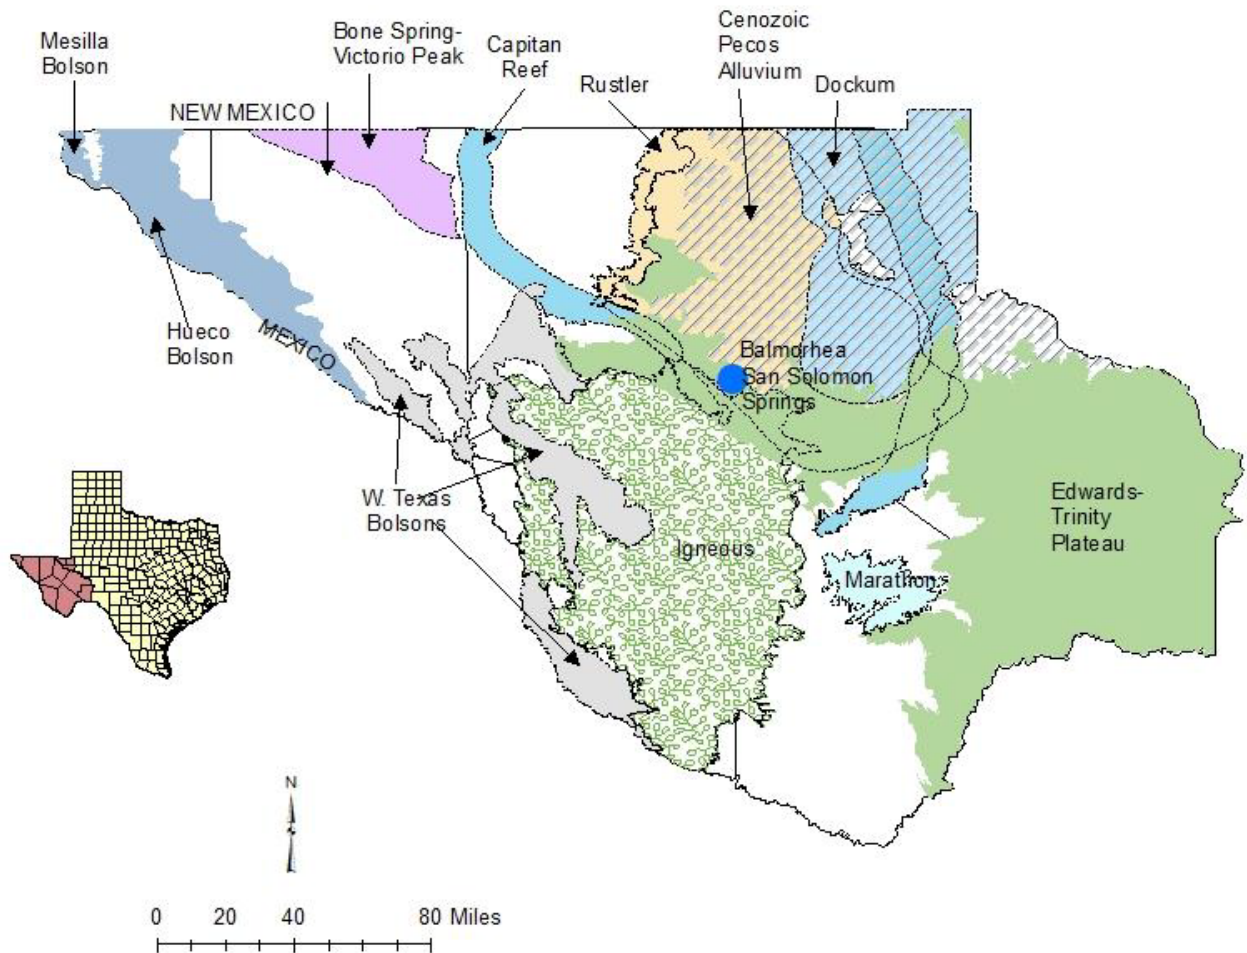 Mesilla
Bolson
Bone Spring-
Victorio Peak
Capitan
Reef
Rustler
Cenozoic
Pecos
Alluvium
Dockum
NEW MEXICO
Hueco
Bolson
MEXICO
Balmorhea
San Solomon
Springs
W. Texas
Bolsons
Igneous
Marathon
Edwards-
Trinity
Plateau
N
0 20 40 80 Miles